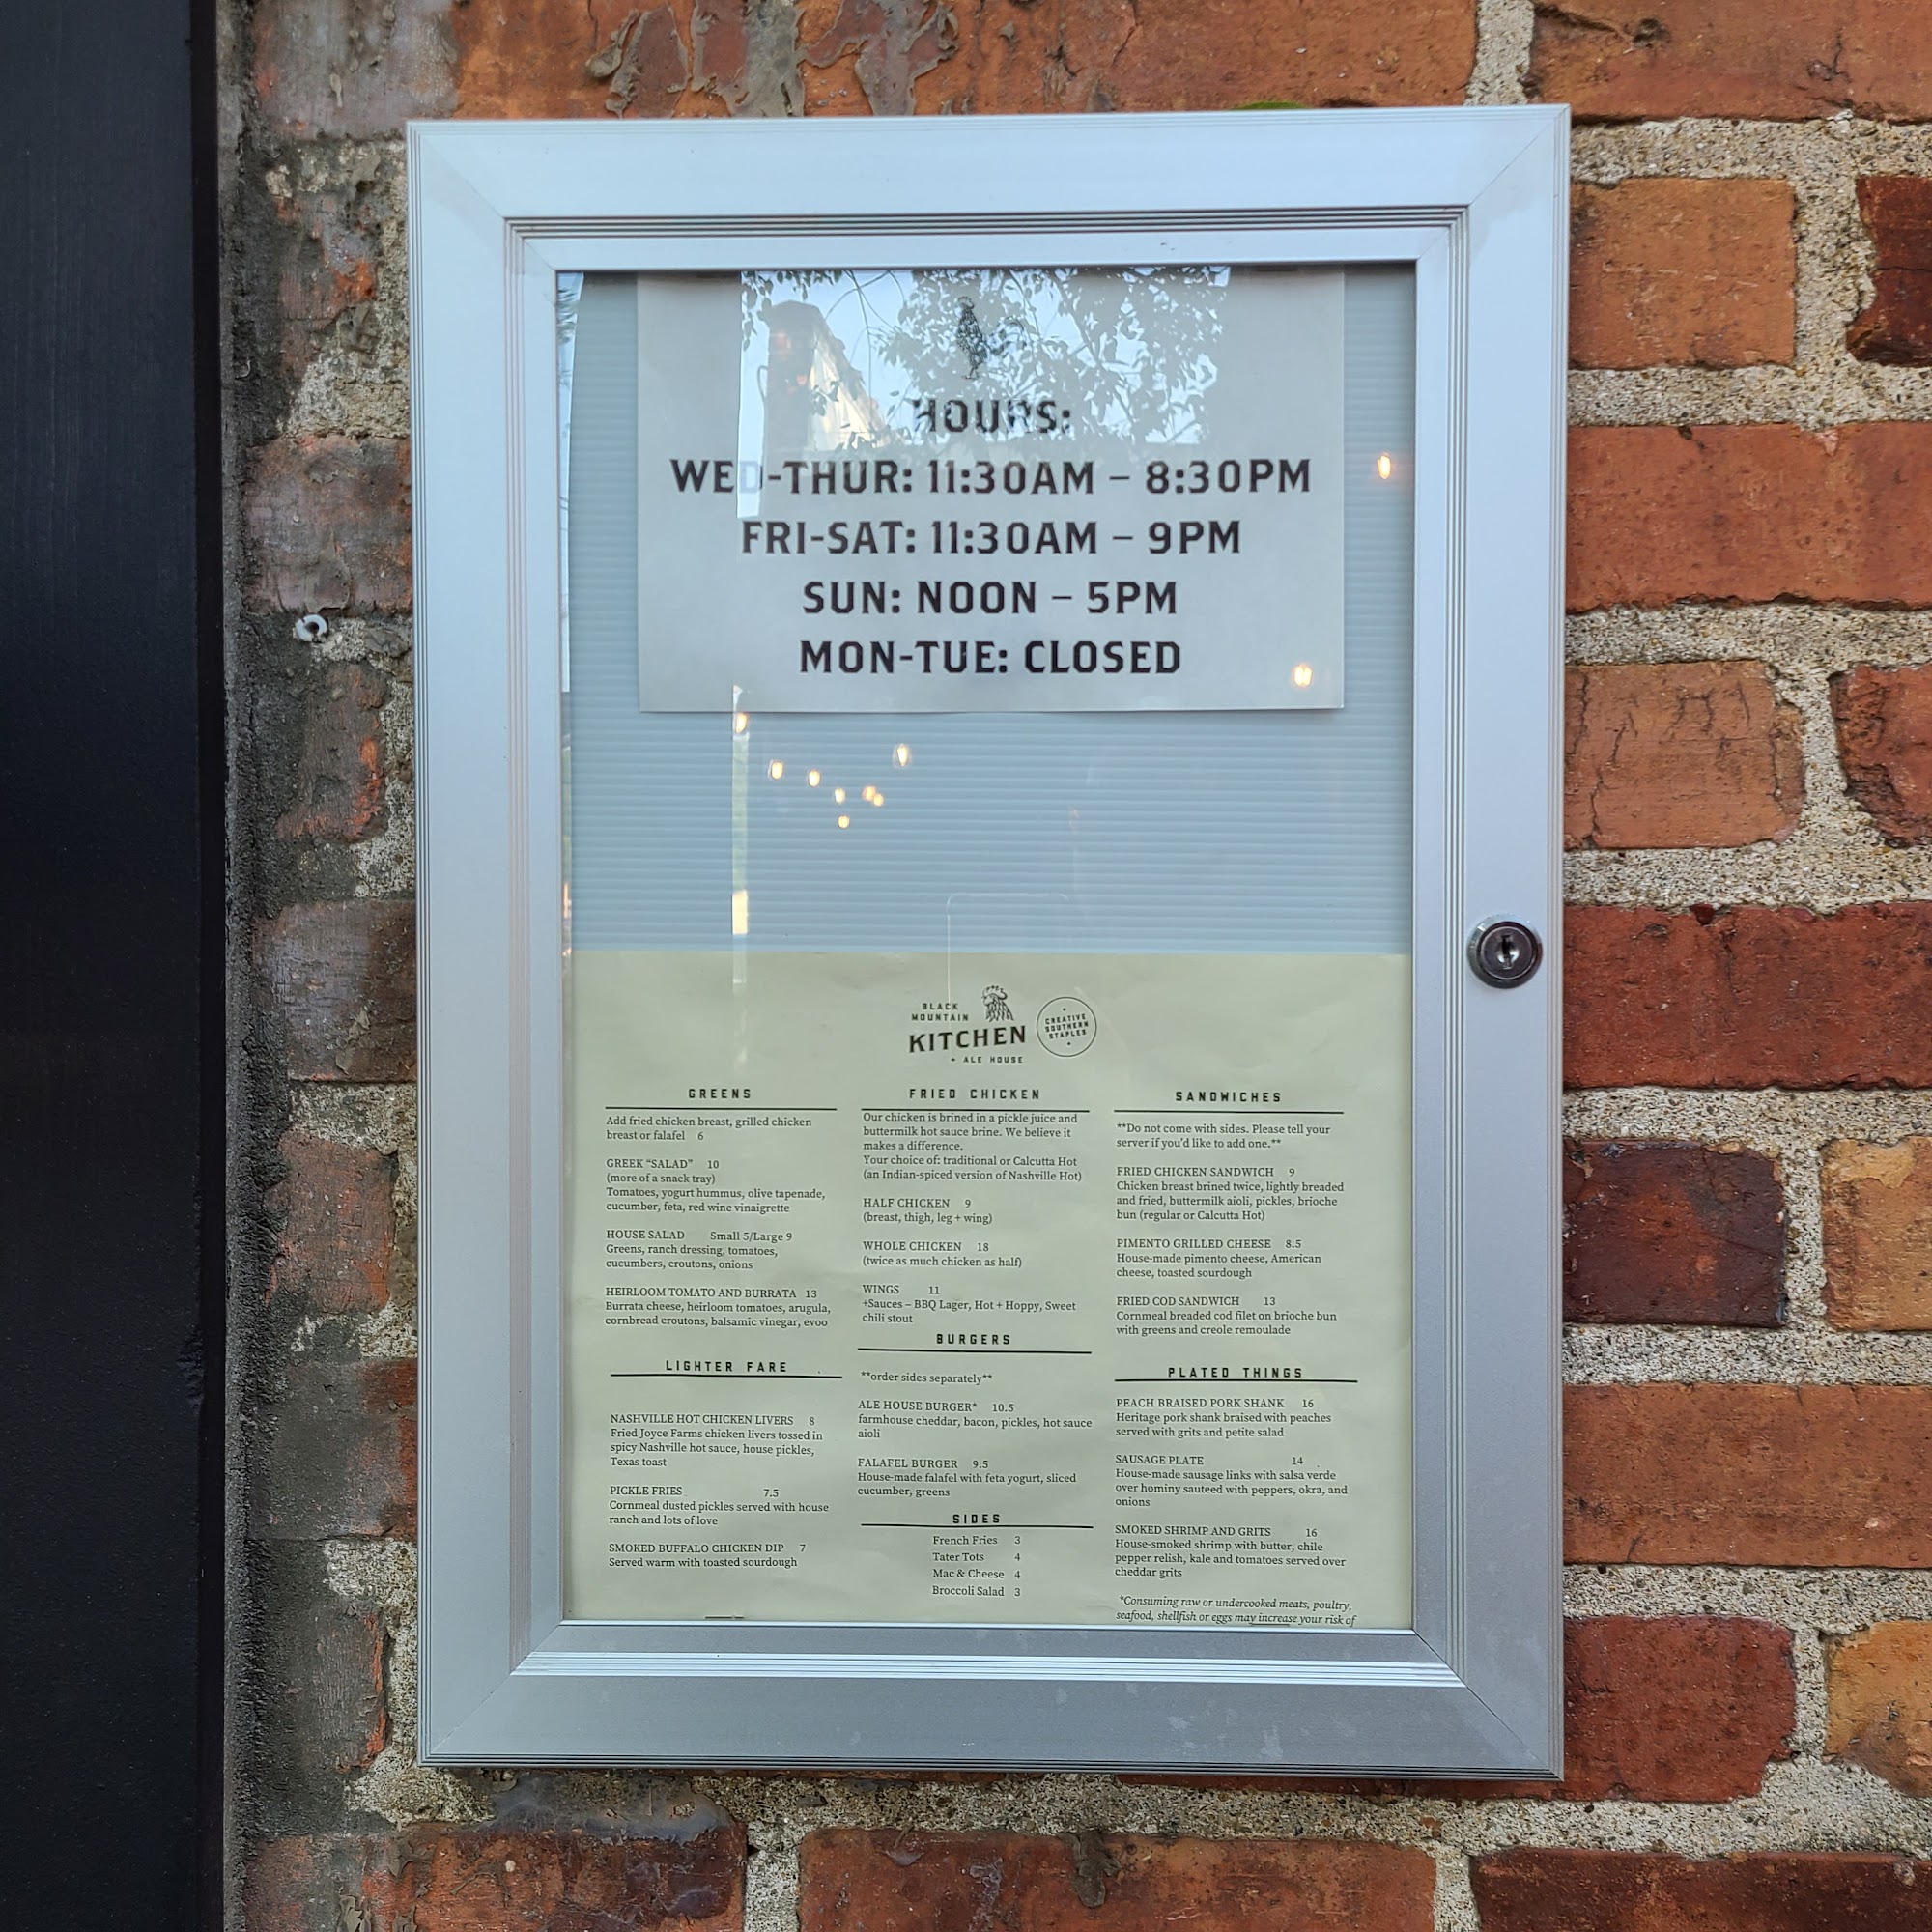 HOURS:
WED-THUR: 11:30AM – 8:30PM
FRI-SAT: 11:30AM – 9PM
SUN: NOON – 5PM
MON-TUE: CLOSED
BLACK
MOUNTAIN
KITCHEN
+ ALE HOUSE
CREATIVE
SOUTHERN
STAPLES
GREENS
Add fried chicken breast, grilled chicken
breast or falafel 6
GREEK “SALAD” 10
(more of a snack tray)
Tomatoes, yogurt hummus, olive tapenade,
cucumber, feta, red wine vinaigrette
HOUSE SALAD Small 5/Large 9
Greens, ranch dressing, tomatoes,
cucumbers, croutons, onions
HEIRLOOM TOMATO AND BURRATA 13
Burrata cheese, heirloom tomatoes, arugula,
cornbread croutons, balsamic vinegar, evoo
LIGHTER FARE
NASHVILLE HOT CHICKEN LIVERS 8
Fried Joyce Farms chicken livers tossed in
spicy Nashville hot sauce, house pickles,
Texas toast
PICKLE FRIES 7.5
Cornmeal dusted pickles served with house
ranch and lots of love
SMOKED BUFFALO CHICKEN DIP 7
Served warm with toasted sourdough
FRIED CHICKEN
Our chicken is brined in a pickle juice and
buttermilk hot sauce brine. We believe it
makes a difference.
Your choice of: traditional or Calcutta Hot
(an Indian-spiced version of Nashville Hot)
HALF CHICKEN 9
(breast, thigh, leg + wing)
WHOLE CHICKEN 18
(twice as much chicken as half)
WINGS 11
+Sauces – BBQ Lager, Hot + Hoppy, Sweet
chili stout
BURGERS
**order sides separately**
ALE HOUSE BURGER* 10.5
farmhouse cheddar, bacon, pickles, hot sauce
aioli
FALAFEL BURGER 9.5
House-made falafel with feta yogurt, sliced
cucumber, greens
SIDES
French Fries 3
Tater Tots 4
Mac & Cheese 4
Broccoli Salad 3
SANDWICHES
**Do not come with sides. Please tell your
server if you'd like to add one.**
FRIED CHICKEN SANDWICH 9
Chicken breast brined twice, lightly breaded
and fried, buttermilk aioli, pickles, brioche
bun (regular or Calcutta Hot)
PIMENTO GRILLED CHEESE 8.5
House-made pimento cheese, American
cheese, toasted sourdough
FRIED COD SANDWICH 13
Cornmeal breaded cod filet on brioche bun
with greens and creole remoulade
PLATED THINGS
PEACH BRAISED PORK SHANK 16
Heritage pork shank braised with peaches
served with grits and petite salad
SAUSAGE PLATE 14
House-made sausage links with salsa verde
over hominy sauteed with peppers, okra, and
onions
SMOKED SHRIMP AND GRITS 16
House-smoked shrimp with butter, chile
pepper relish, kale and tomatoes served over
cheddar grits
*Consuming raw or undercooked meats, poultry,
seafood, shellfish or eggs may increase your risk of